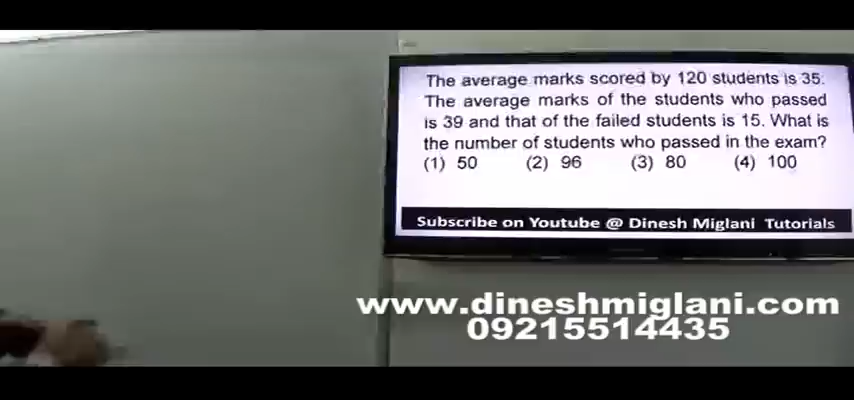 The average marks scored by 120 students is 35.
The average marks of the students who passed
is 39 and that of the failed students is 15. What is
the number of students who passed in the exam?
(1) 50 (2) 96 (3) 80 (4) 100
Subscribe on Youtube @ Dinesh Miglani Tutorials
www.dineshmiglani.com
09215514435